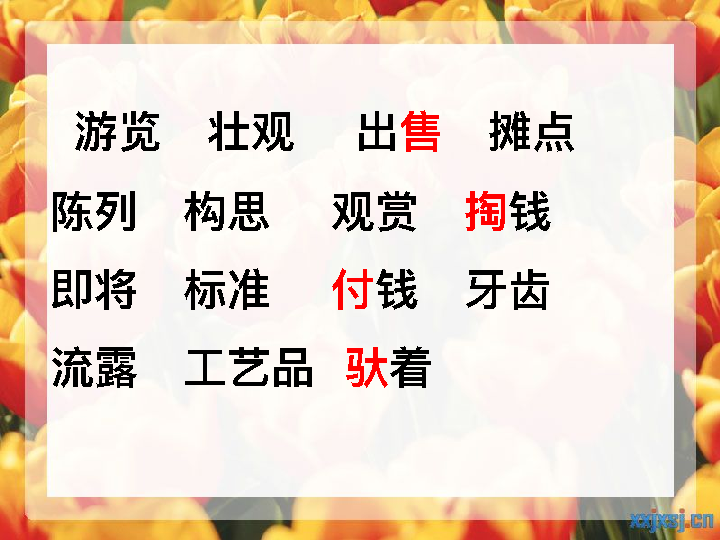 游览 壮观 出售 摊点
陈列 构思 观赏 掏钱
即将 标准 付钱 牙齿
流露 工艺品 驮着
xxjxsj.cn